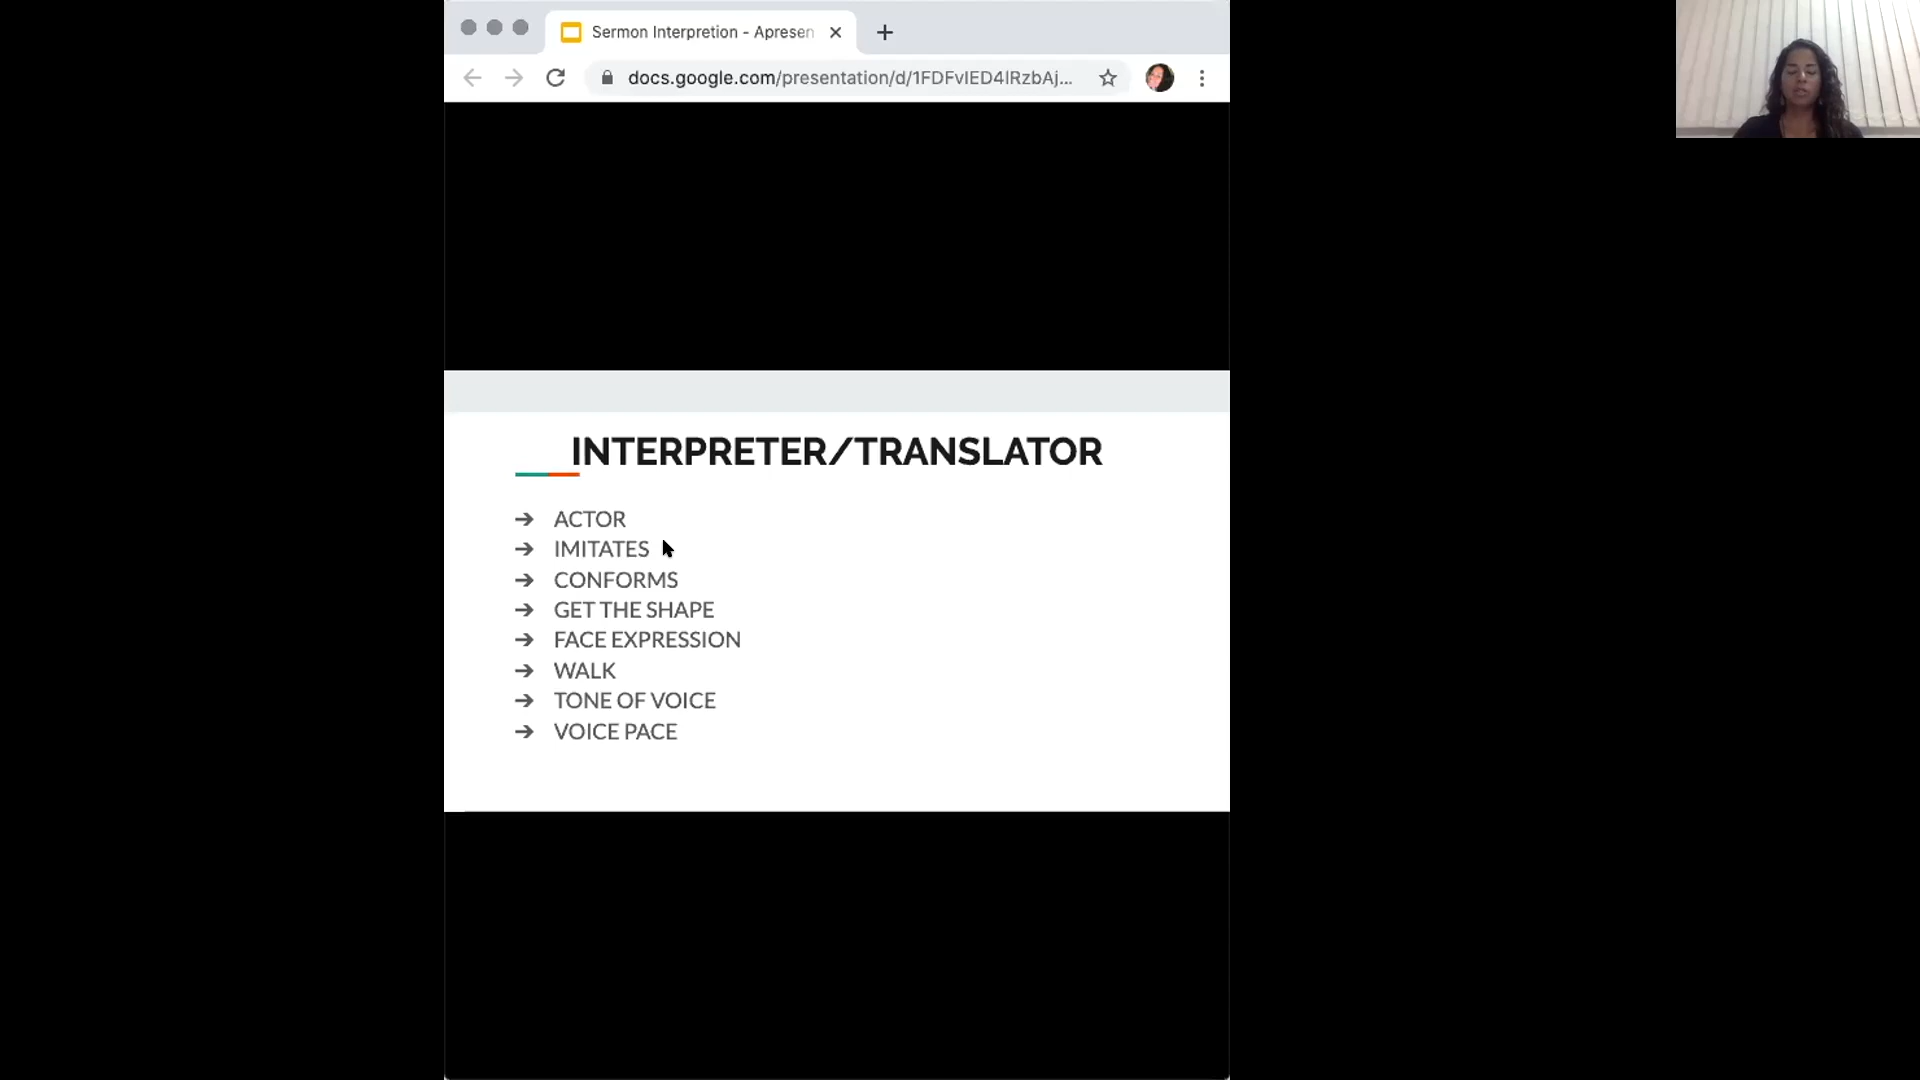 Sermon Interpretion - Apresen
docs.google.com/presentation/d/1FDFvIED4lRzbAj...
INTERPRETER/TRANSLATOR
➔ ACTOR
➔ IMITATES
➔ CONFORMS
➔ GET THE SHAPE
➔ FACE EXPRESSION
➔ WALK
➔ TONE OF VOICE
➔ VOICE PACE